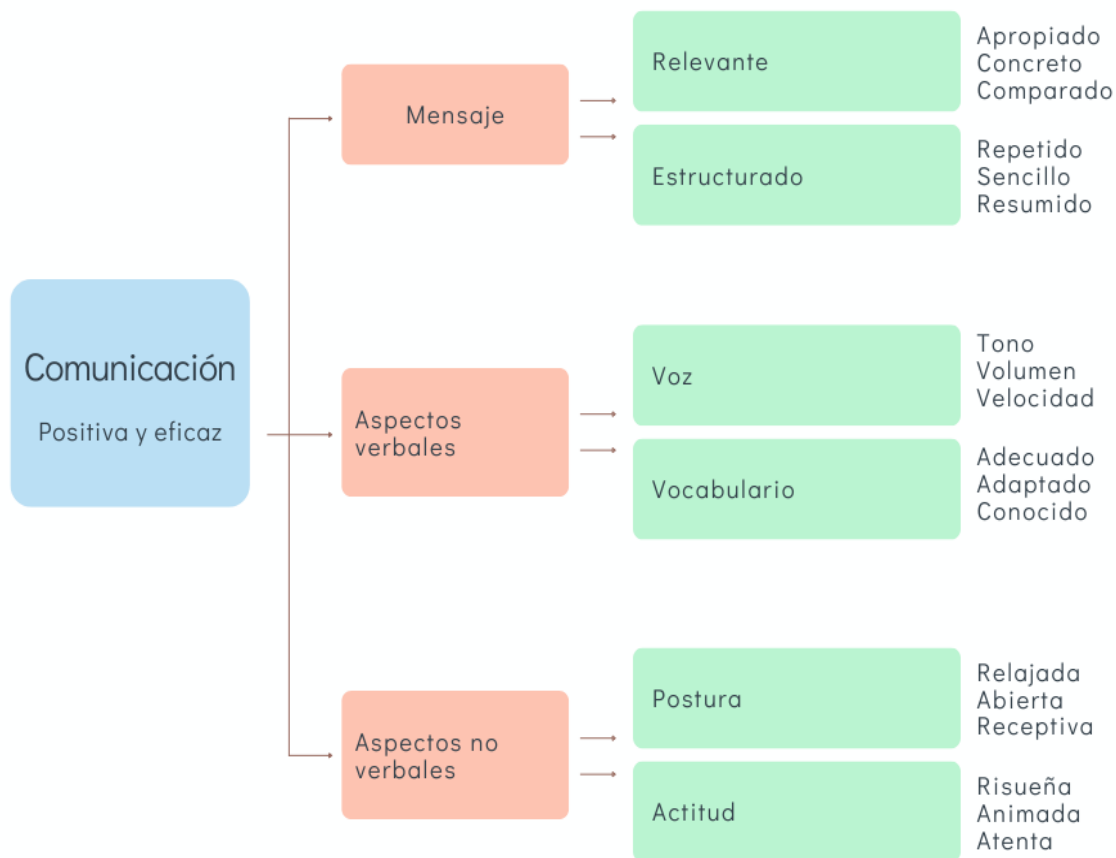 Comunicación
Positiva y eficaz
Mensaje
Relevante
Apropiado
Concreto
Comparado
Estructurado
Repetido
Sencillo
Resumido
Aspectos
verbales
Voz
Tono
Volumen
Velocidad
Vocabulario
Adecuado
Adaptado
Conocido
Aspectos no
verbales
Postura
Relajada
Abierta
Receptiva
Actitud
Risueña
Animada
Atenta